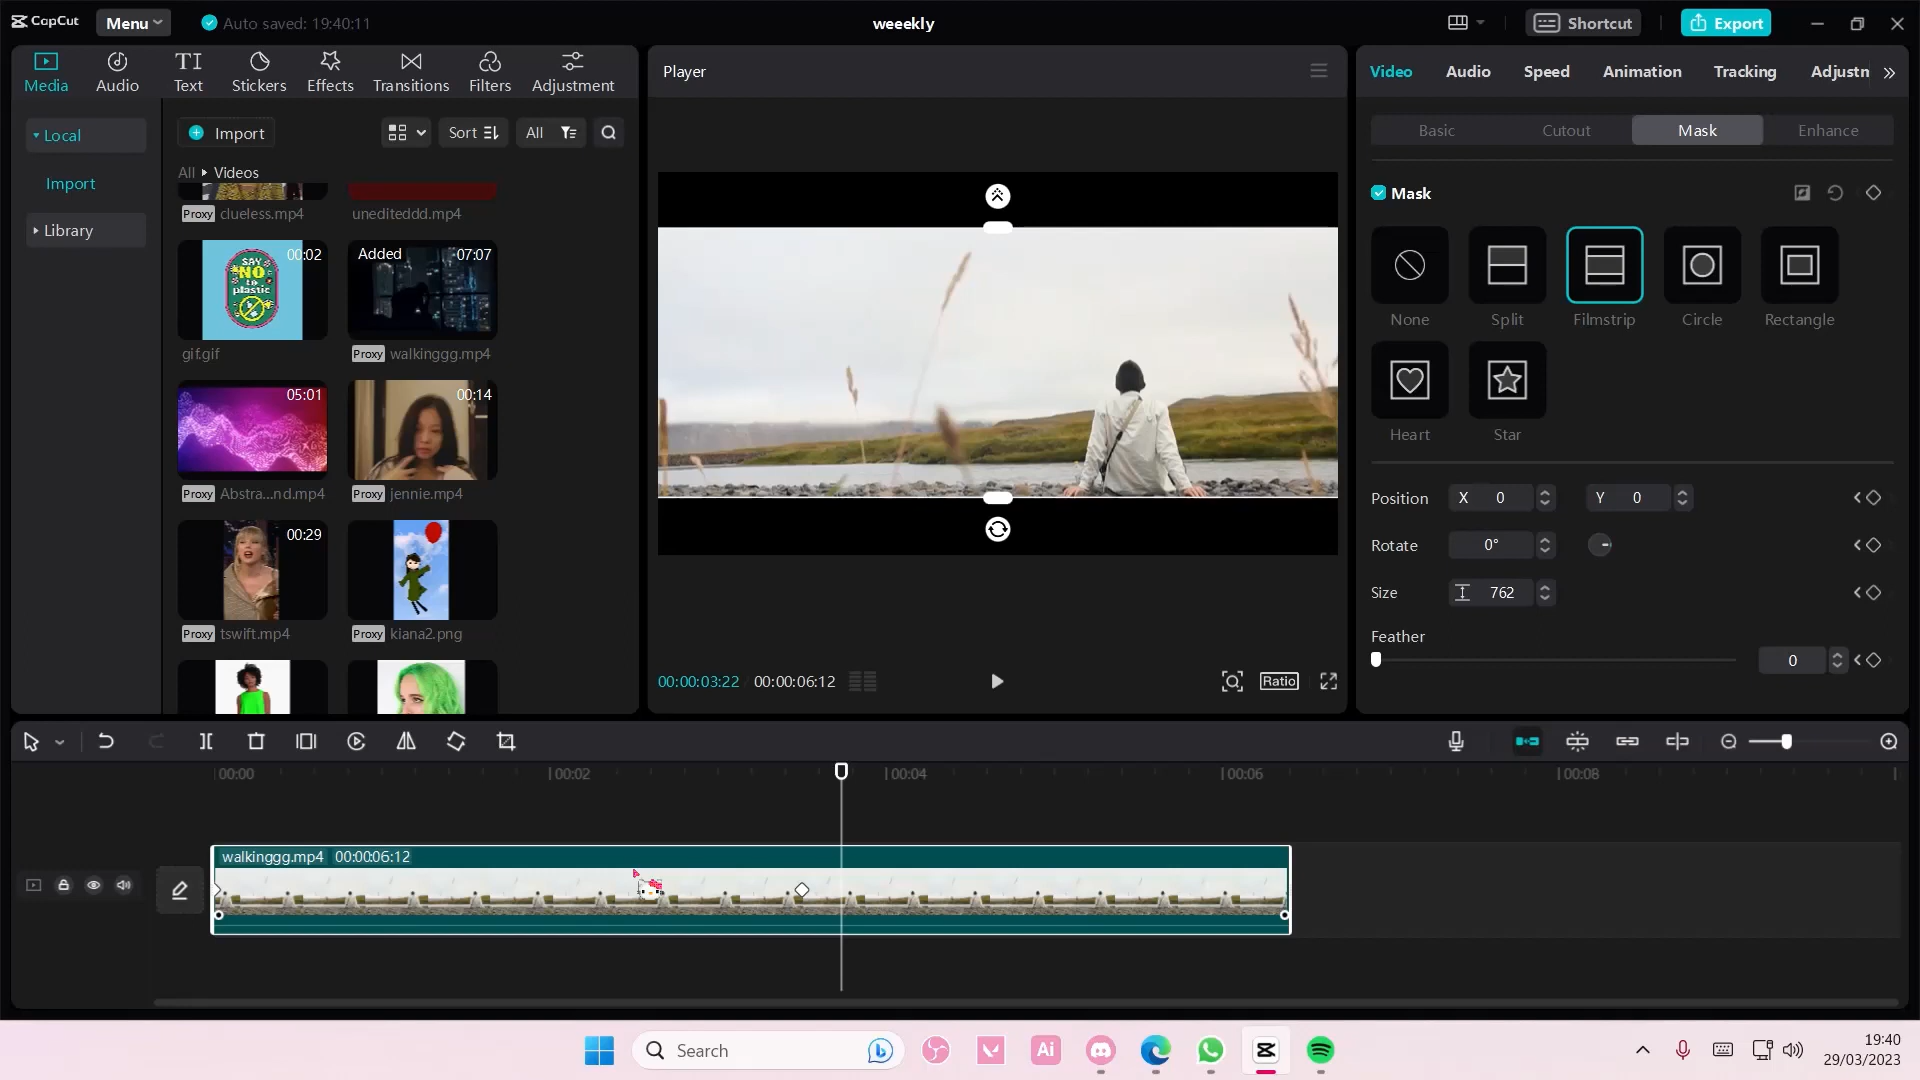 CapCut Menu Auto saved: 19:40:11 weeekly Shortcut Export
Media Audio Text Stickers Effects Transitions Filters Adjustment
Local
Import
Library
Import Sort All
All Videos
Proxy clueless.mp4 unediteddd.mp4
00:02 Added 07:07
SAY
NO
to
plastic
gif.gif Proxy walkinggg.mp4
05:01 00:14
Proxy Abstra...nd.mp4 Proxy jennie.mp4
00:29
Proxy tswift.mp4 Proxy kiana2.png
Player
00:00:03:22 00:00:06:12 Ratio
Video Audio Speed Animation Tracking Adjustn
Basic Cutout Mask Enhance
Mask
None Split Filmstrip Circle Rectangle
Heart Star
Position X 0 Y 0
Rotate 0°
Size 762
Feather
0
00:00 00:02 00:04 00:06 00:08
walkinggg.mp4 00:00:06:12
Search Ai
19:40
29/03/2023